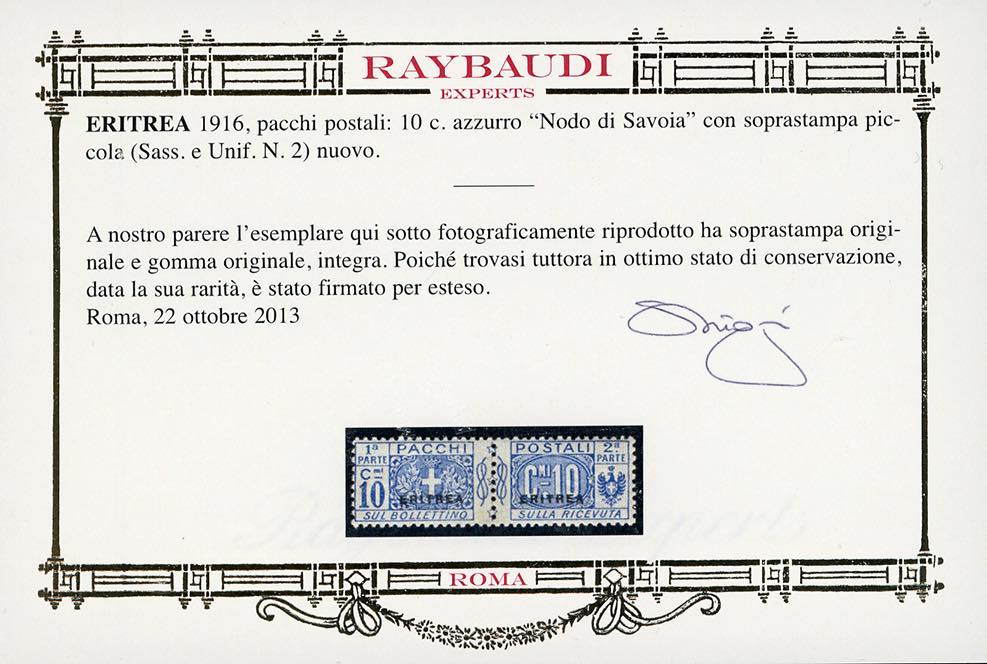 RAYBAUDI
EXPERTS
ERITREA 1916, pacchi postali: 10 c. azzurro “Nodo di Savoia” con soprastampa pic-
cola (Sass. e Unif. N. 2) nuovo.
A nostro parere l’esemplare qui sotto fotograficamente riprodotto ha soprastampa origi-
nale e gomma originale, integra. Poiché trovasi tuttora in ottimo stato di conservazione,
data la sua rarità, è stato firmato per esteso.
Roma, 22 ottobre 2013
1ª PARTE PACCHI POSTALI 2ª PARTE
Cmi 10 CMI 10
ERITREA ERITREA
SUL BOLLETTINO SULLA RICEVUTA
ROMA